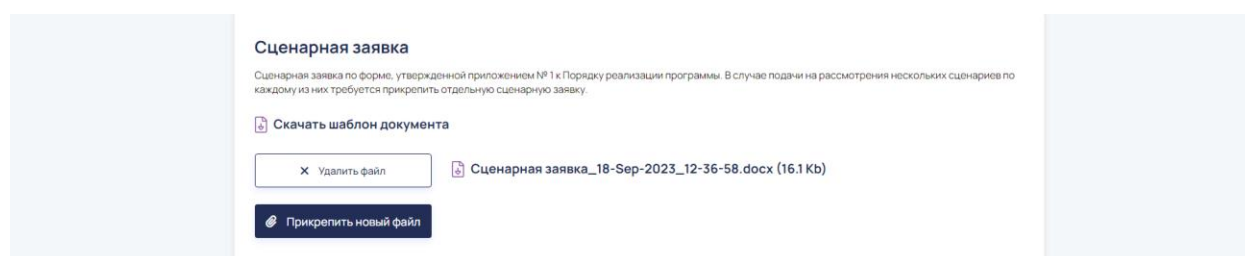 Сценарная заявка
Сценарная заявка по форме, утвержденной приложением № 1 к Порядку реализации программы. В случае подачи на рассмотрения нескольких сценариев по
каждому из них требуется прикрепить отдельную сценарную заявку.
Скачать шаблон документа
Удалить файл
Сценарная заявка_18-Sep-2023_12-36-58.docx (16.1 Kb)
Прикрепить новый файл